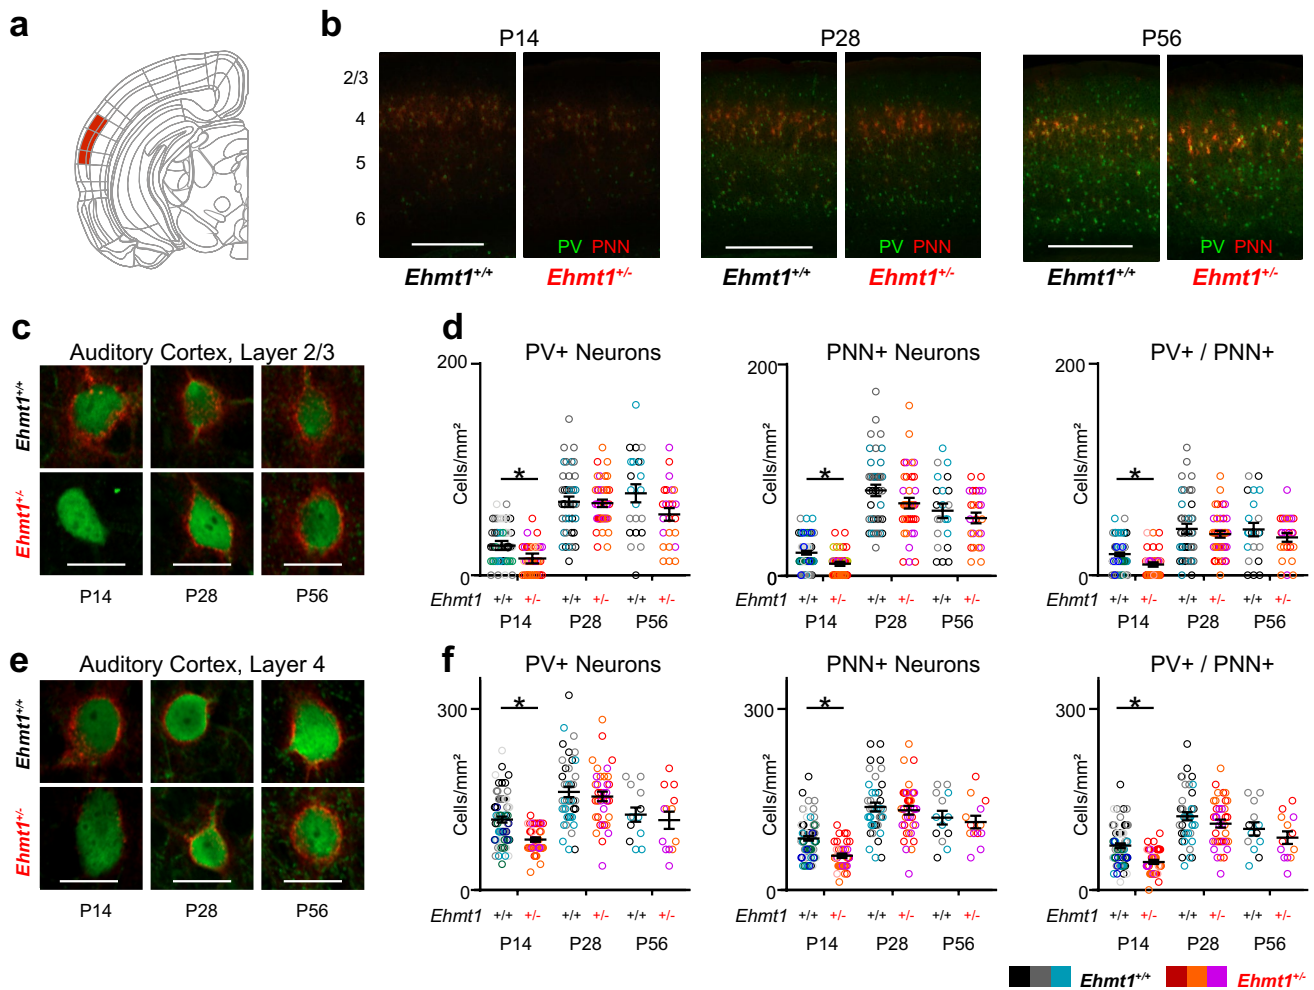 a
b
P14 P28 P56
2/3
4
5
6
PV PNN PV PNN PV PNN
Ehmt1+/+ Ehmt1+/- Ehmt1+/+ Ehmt1+/- Ehmt1+/+ Ehmt1+/-
c
Auditory Cortex, Layer 2/3
Ehmt1+/+
Ehmt1+/-
P14 P28 P56
d
PV+ Neurons PNN+ Neurons PV+ / PNN+
200 200 200
Cells/mm² Cells/mm² Cells/mm²
* * *
0 0 0
Ehmt1 +/+ +/- +/+ +/- +/+ +/- Ehmt1 +/+ +/- +/+ +/- +/+ +/- Ehmt1 +/+ +/- +/+ +/- +/+ +/-
P14 P28 P56 P14 P28 P56 P14 P28 P56
e
Auditory Cortex, Layer 4
Ehmt1+/+
Ehmt1+/-
P14 P28 P56
f
PV+ Neurons PNN+ Neurons PV+ / PNN+
300 300 300
Cells/mm² Cells/mm² Cells/mm²
* * *
0 0 0
Ehmt1 +/+ +/- +/+ +/- +/+ +/- Ehmt1 +/+ +/- +/+ +/- +/+ +/- Ehmt1 +/+ +/- +/+ +/- +/+ +/-
P14 P28 P56 P14 P28 P56 P14 P28 P56
Ehmt1+/+ Ehmt1+/-